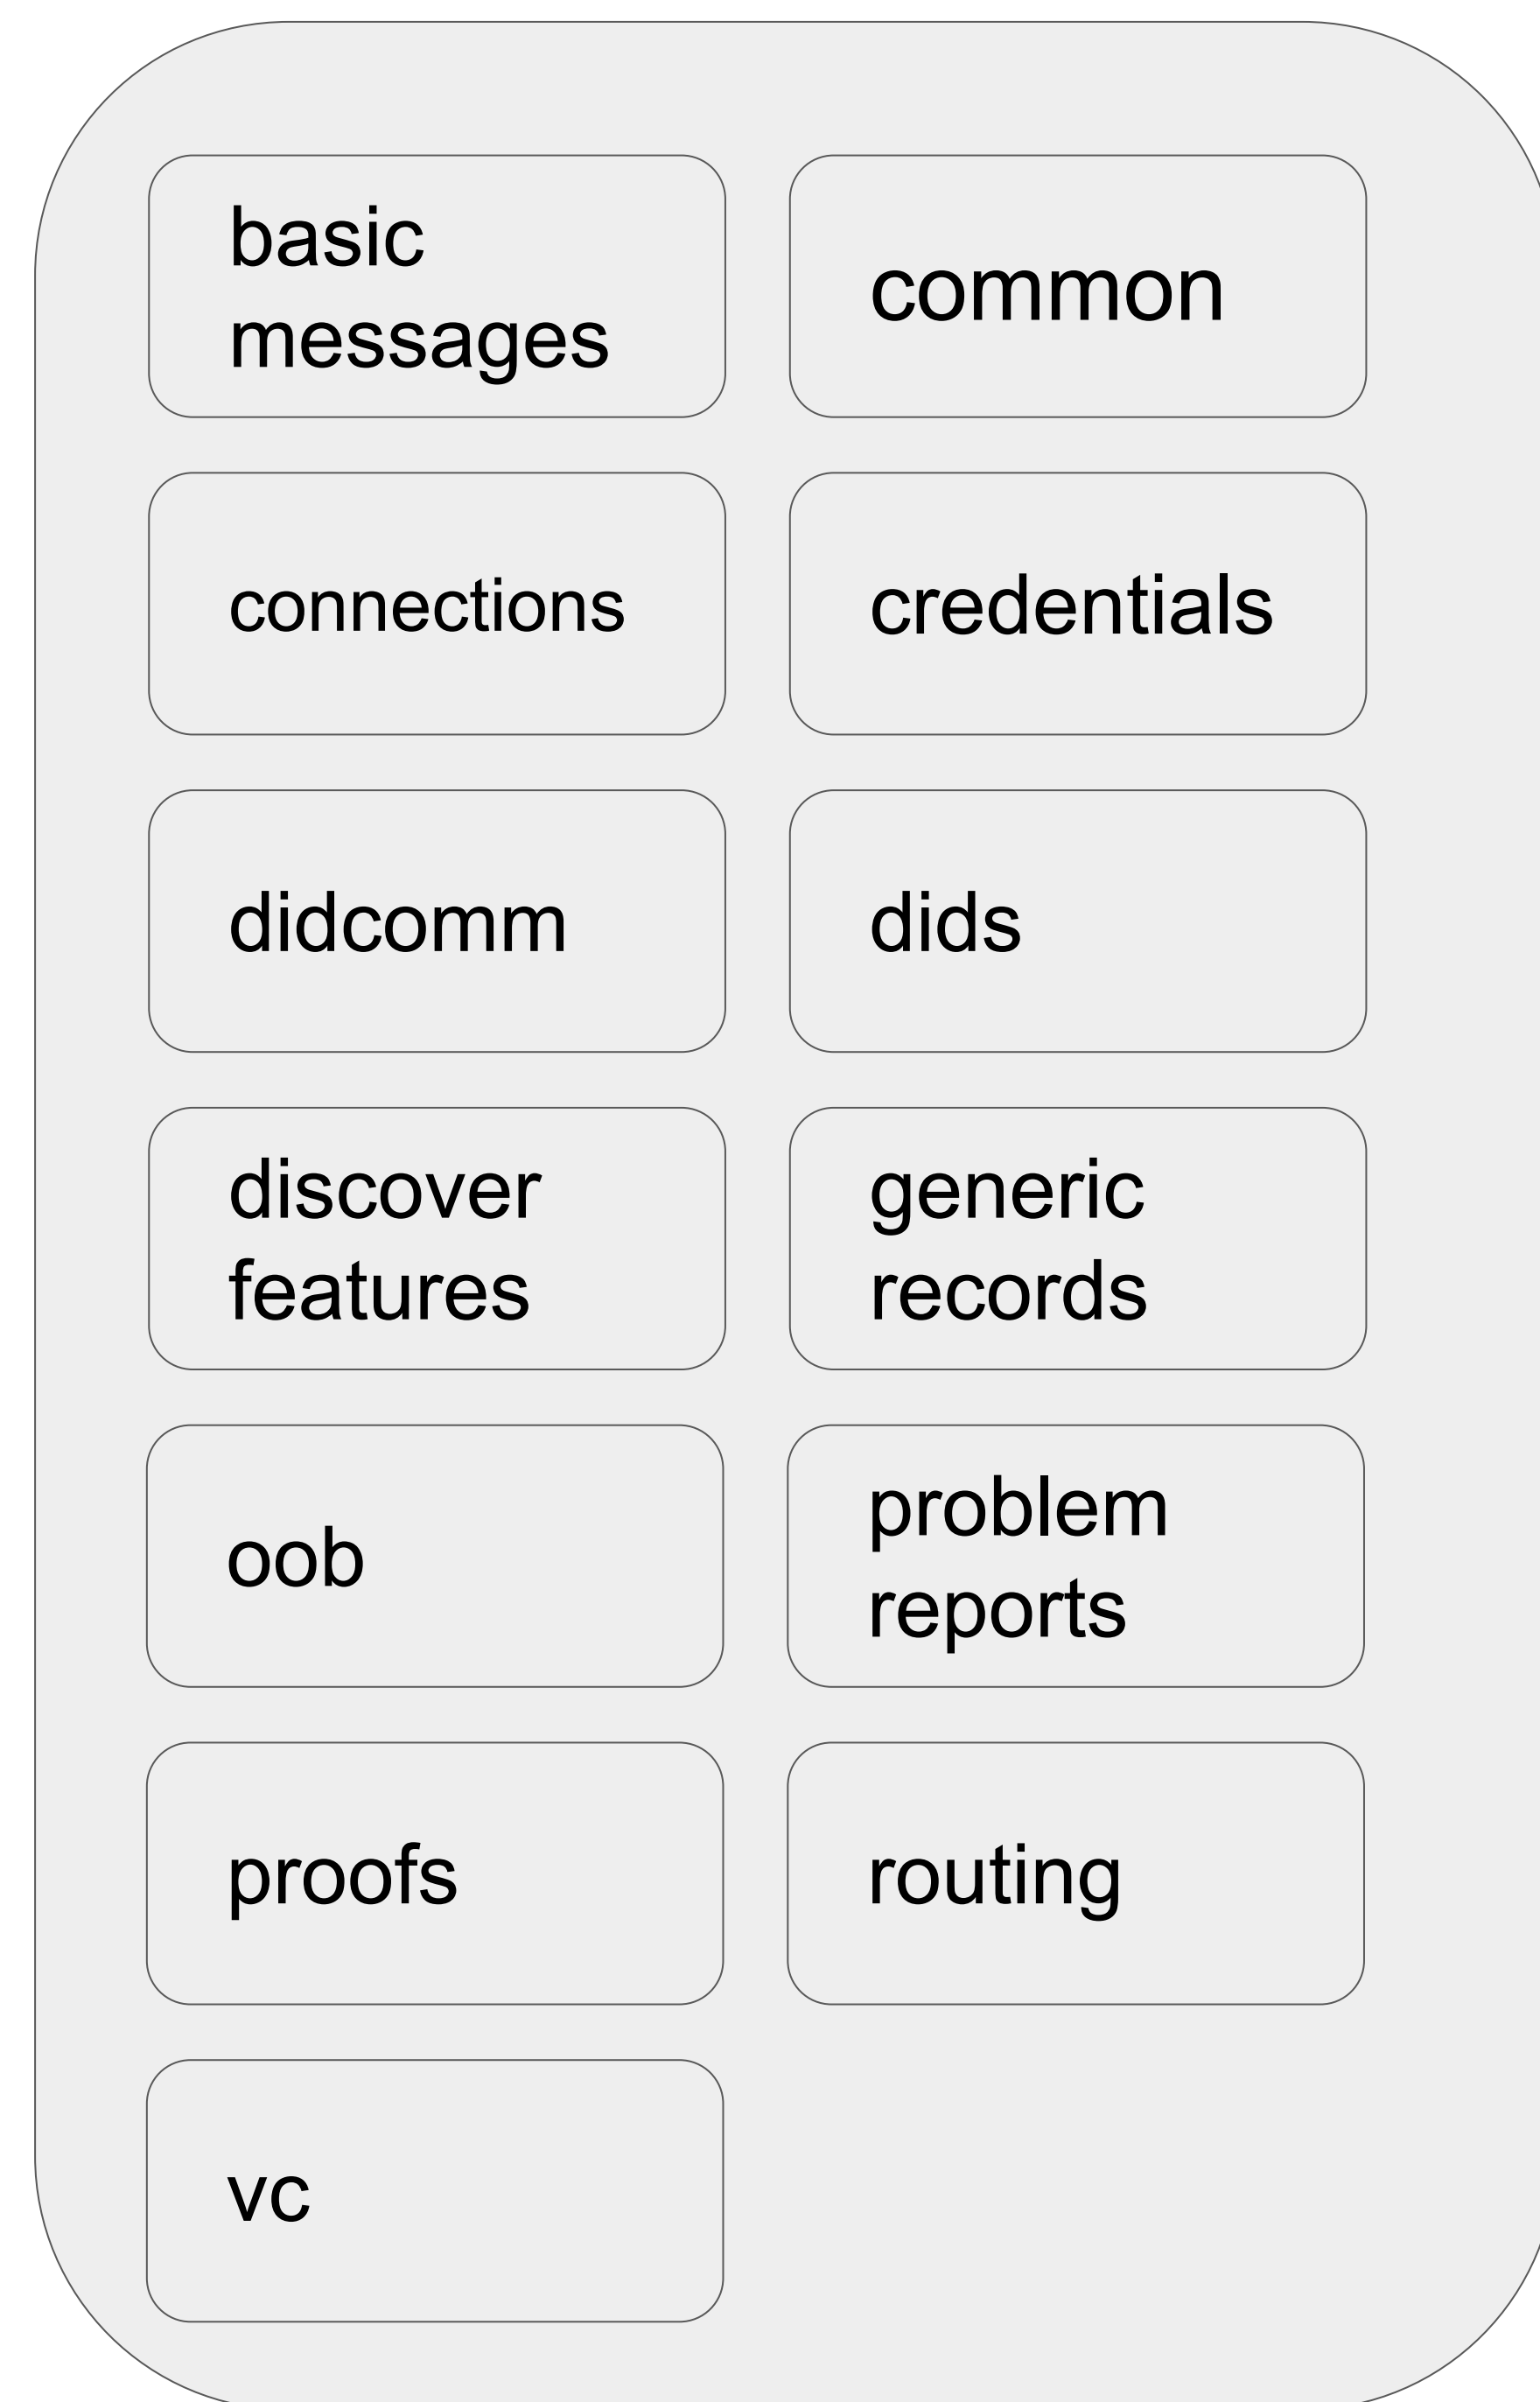 basic
messages
common
connections
credentials
didcomm
dids
discover
features
generic
records
oob
problem
reports
proofs
routing
vc